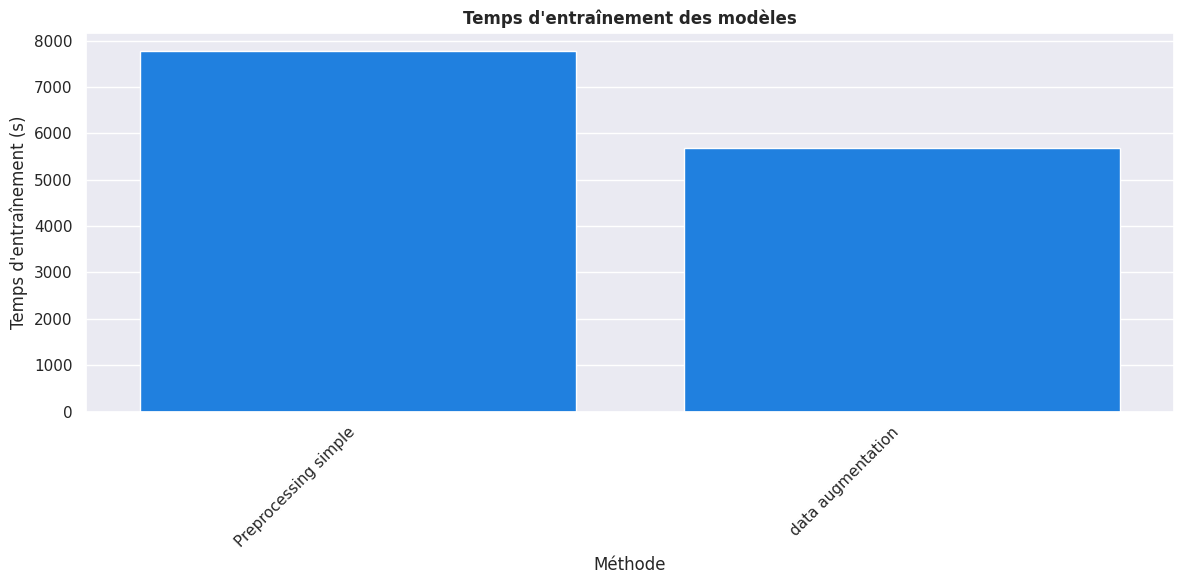 Temps d'entraînement des modèles
Temps d'entraînement (s)
8000
7000
6000
5000
4000
3000
2000
1000
0
Preprocessing simple
data augmentation
Méthode